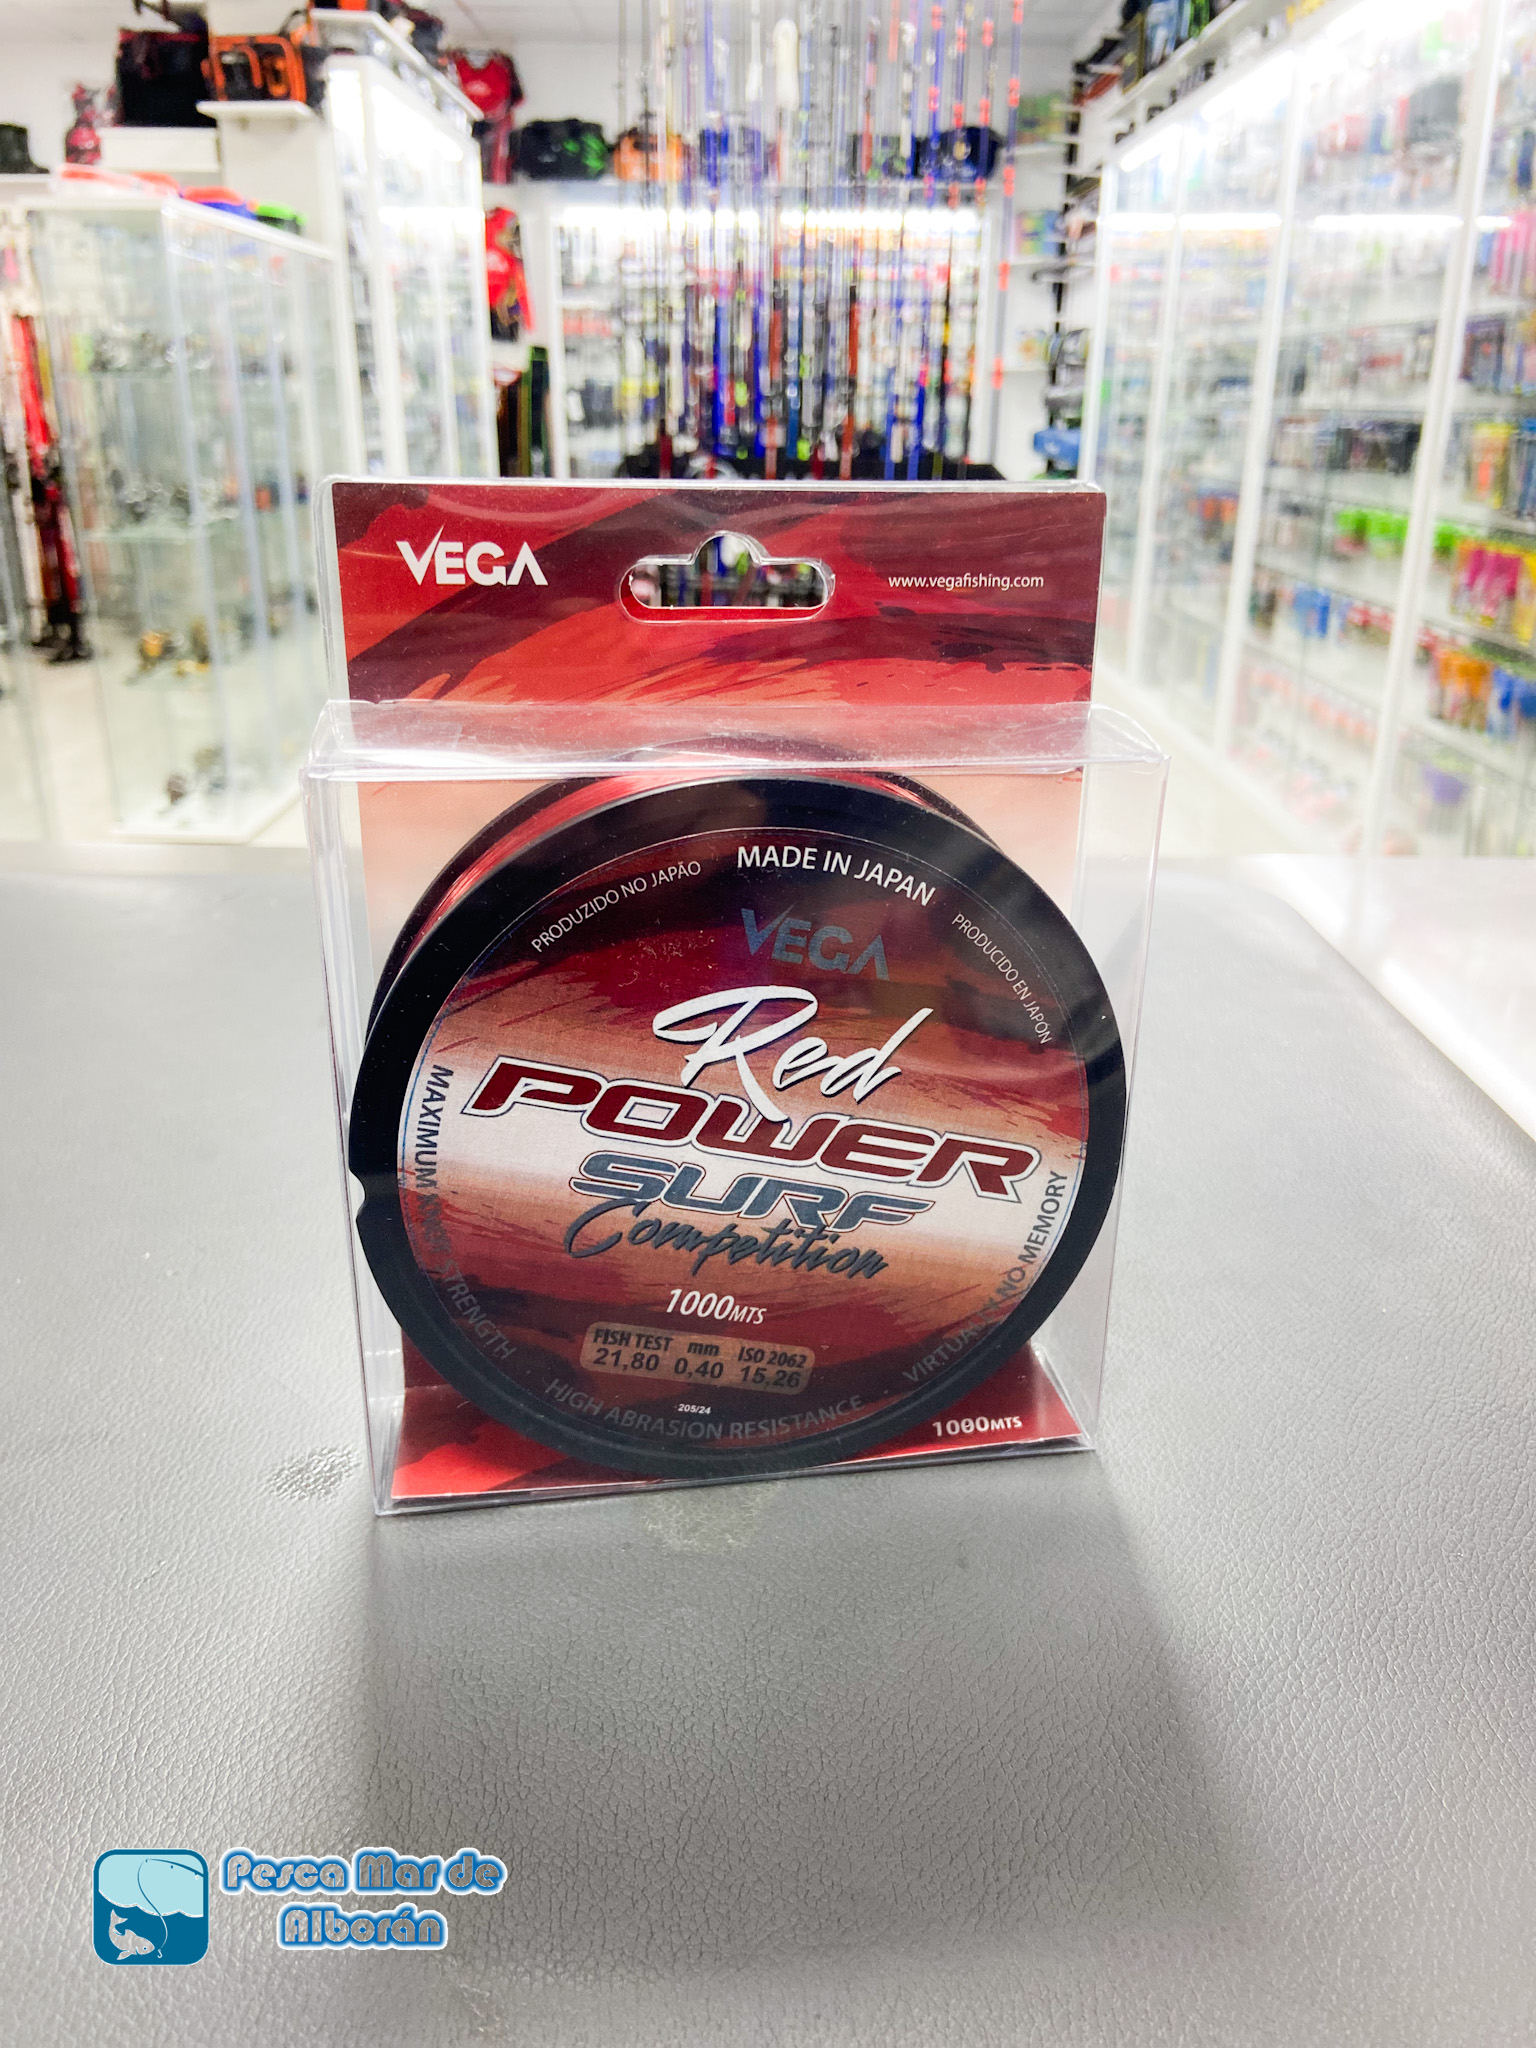 VEGA
www.vegafishing.com
MADE IN JAPAN
PRODUZIDO NO JAPÃO
PRODUCIDO EN JAPÓN
VEGA
Red
POWER
SURF
Competition
1000MTS
FISH TEST mm ISO 2062
21,80 0,40 15,26
205/24
MAXIMUM KNOT STRENGTH
HIGH ABRASION RESISTANCE
VIRTUALLY NO MEMORY
1000MTS
Pesca Mar de
Alborán